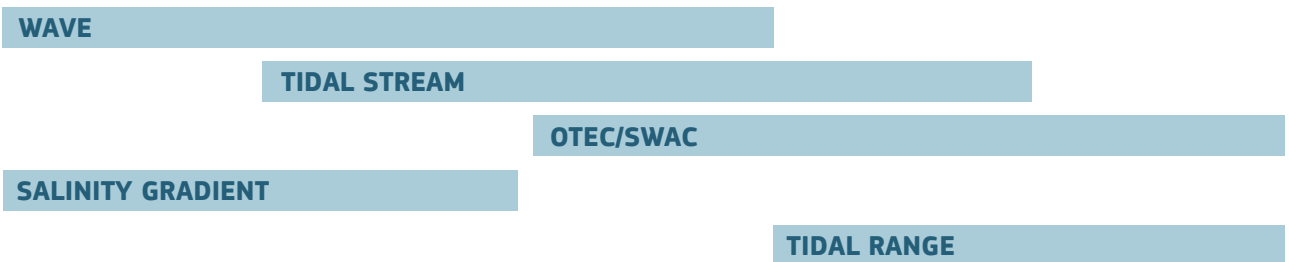 WAVE
TIDAL STREAM
OTEC/SWAC
SALINITY GRADIENT
TIDAL RANGE